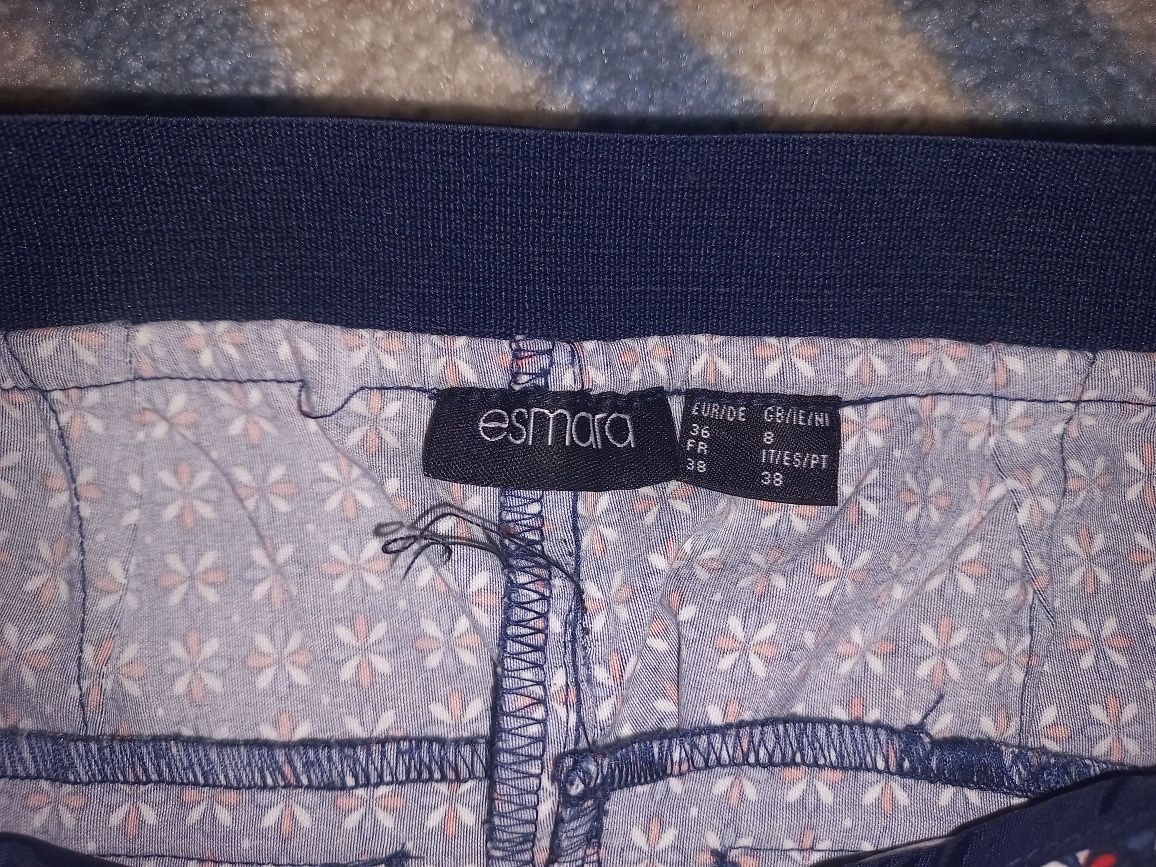 esmara
EUR/DE GB/IE/NI
36 8
FR IT/ES/PT
38 38